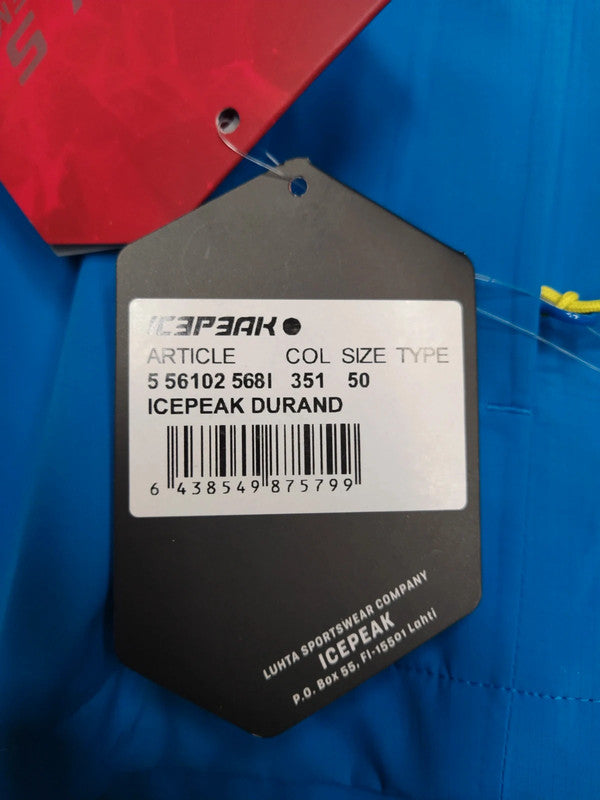 ICEPEAK
ARTICLE COL SIZE TYPE
5 56102 568I 351 50
ICEPEAK DURAND
6 438549 875799
LUHTA SPORTSWEAR COMPANY
ICEPEAK
P.O. Box 55, FI-15501 Lahti